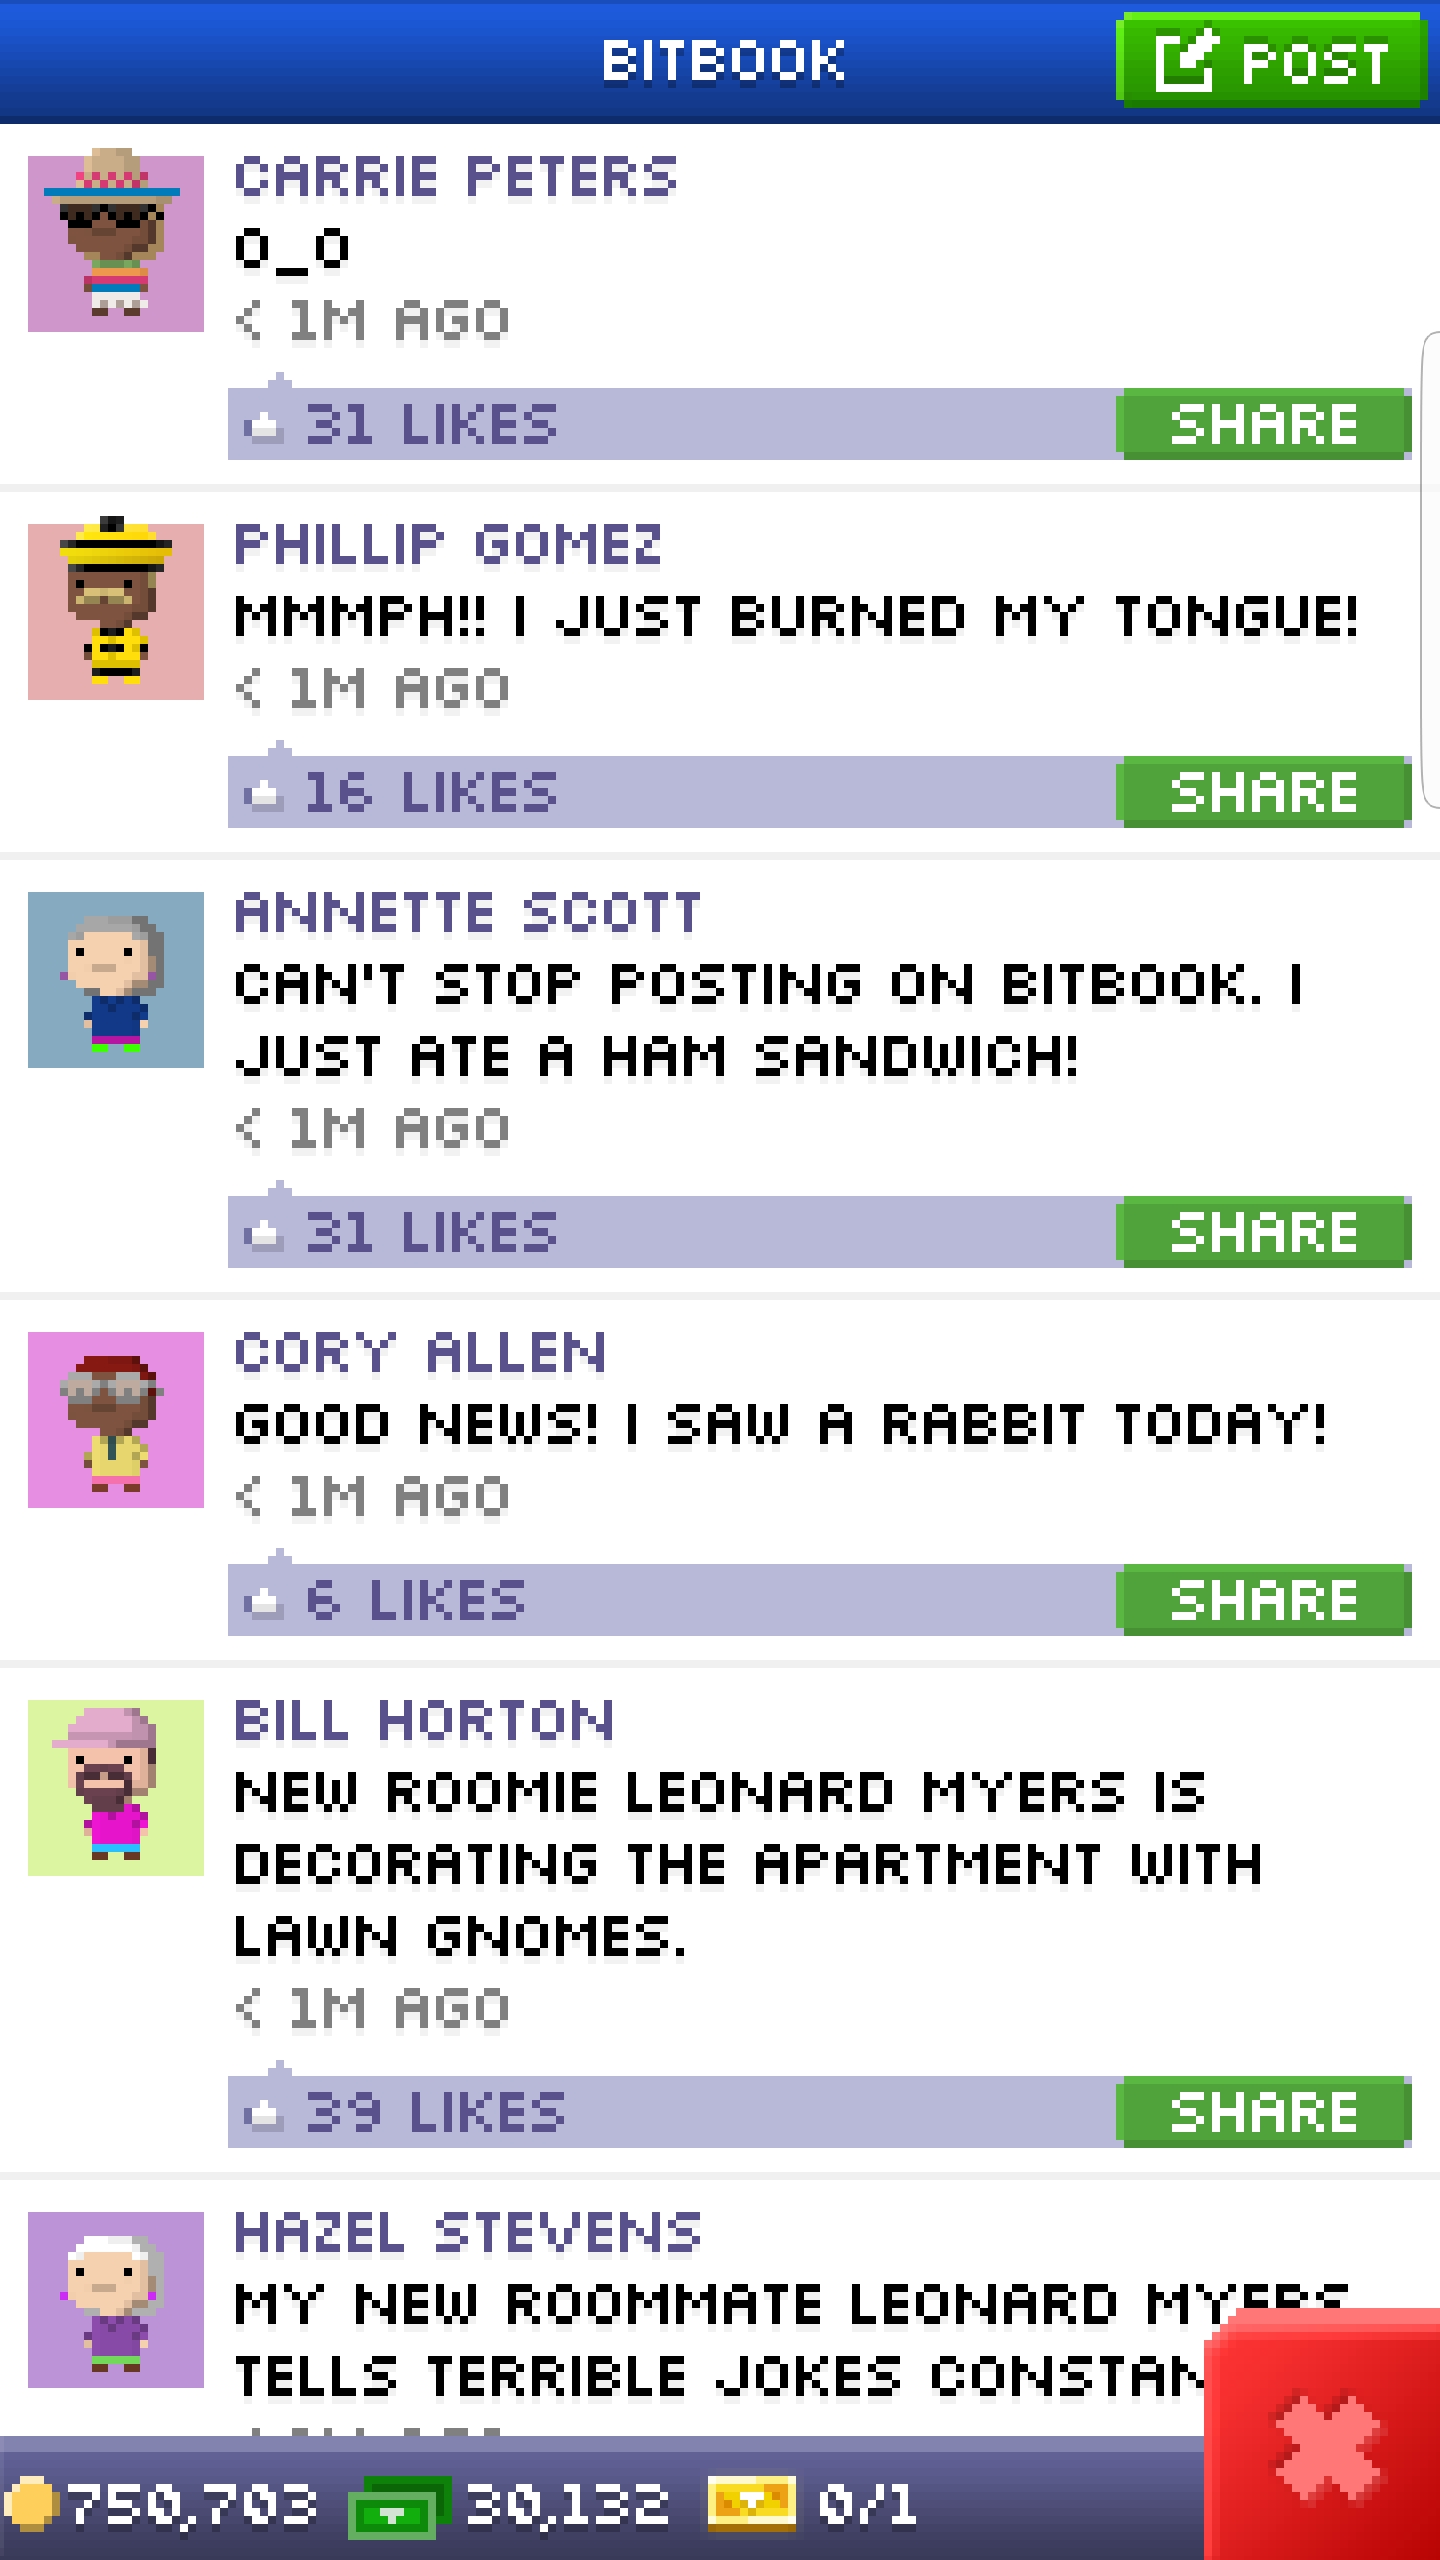 BITBOOK
POST
CARRIE PETERS
O_O
< 1M AGO
31 LIKES
SHARE
PHILLIP GOMEZ
MMMPH!! I JUST BURNED MY TONGUE!
< 1M AGO
16 LIKES
SHARE
ANNETTE SCOTT
CAN'T STOP POSTING ON BITBOOK. I
JUST ATE A HAM SANDWICH!
< 1M AGO
31 LIKES
SHARE
CORY ALLEN
GOOD NEWS! I SAW A RABBIT TODAY!
< 1M AGO
6 LIKES
SHARE
BILL HORTON
NEW ROOMIE LEONARD MYERS IS
DECORATING THE APARTMENT WITH
LAWN GNOMES.
< 1M AGO
39 LIKES
SHARE
HAZEL STEVENS
MY NEW ROOMMATE LEONARD MYERS
TELLS TERRIBLE JOKES CONSTAN
750,703
30,132
0/1